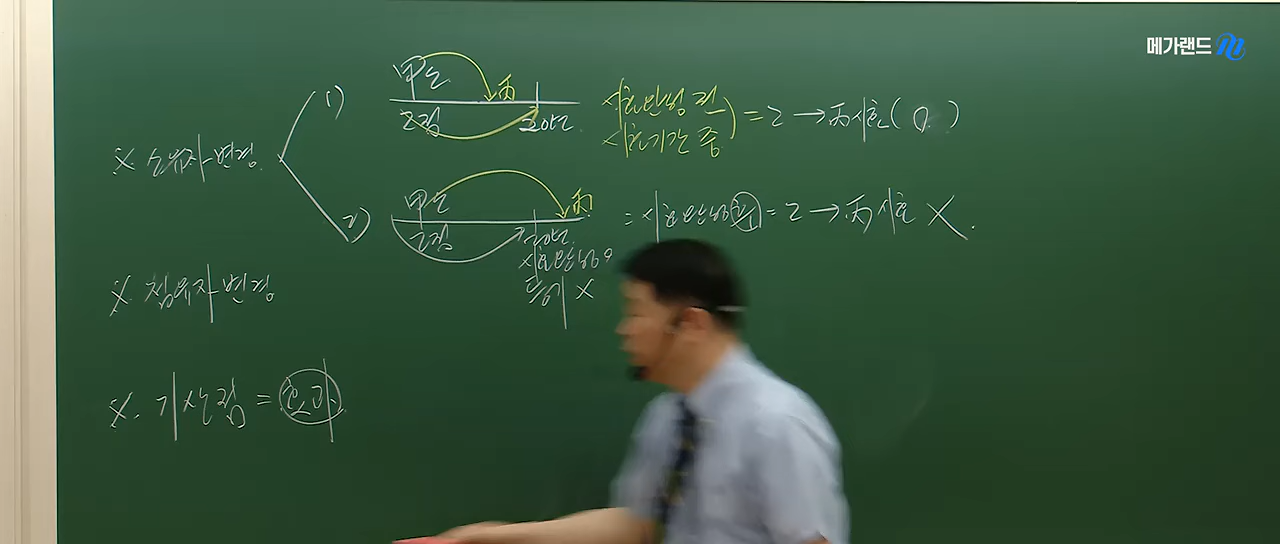 메가랜드
※ 소유자변경
1) 甲소 丙
乙점 20년
시효완성 전
시효기간 중
= 乙 → 丙 시효(O)
2) 甲소 丙
乙점 20년
시효완성
등기 X
= 시효완성 후 = 乙 → 丙 시효 X.
※ 점유자변경
※. 기산점 = 효과